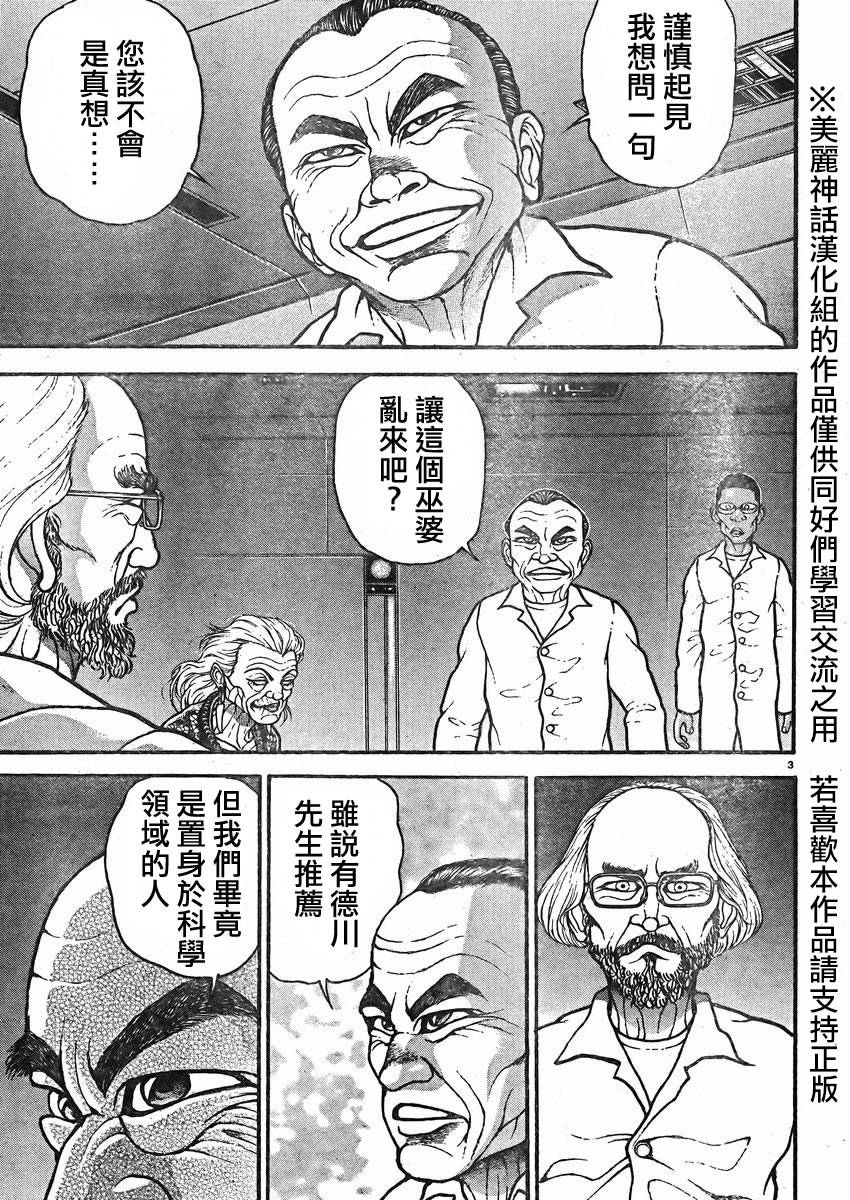 謹慎起見
我想問一句
您該不會
是真想……
讓這個巫婆
亂來吧？
3
雖説有德川
先生推薦
但我們畢竟
是置身於科學
領域的人
※美麗神話漢化組的作品僅供同好們學習交流之用　若喜歡本作品請支持正版